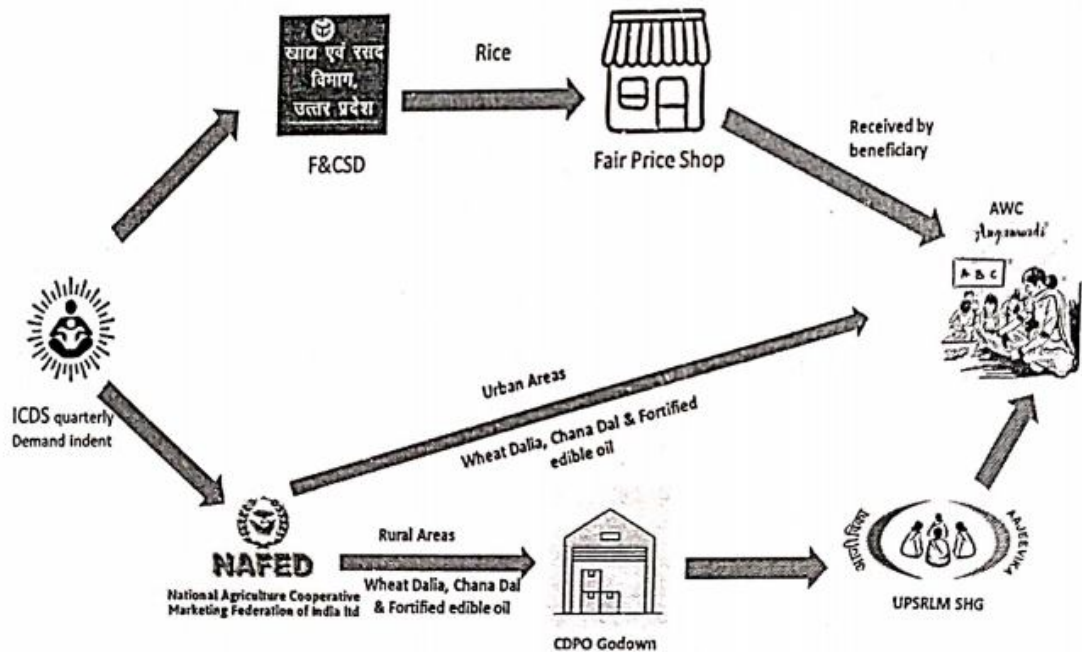 खाद्य एवं रसद
विभाग,
उत्तर प्रदेश
F&CSD
Rice
Fair Price Shop
Received by
beneficiary
AWC
Anganwadi
A B C
ICDS quarterly
Demand indent
Urban Areas
Wheat Dalia, Chana Dal & Fortified
edible oil
NAFED
National Agriculture Cooperative
Marketing Federation of India ltd
Rural Areas
Wheat Dalia, Chana Dal
& Fortified edible oil
CDPO Godown
आजीविका
AAJEEVIKA
UPSRLM SHG